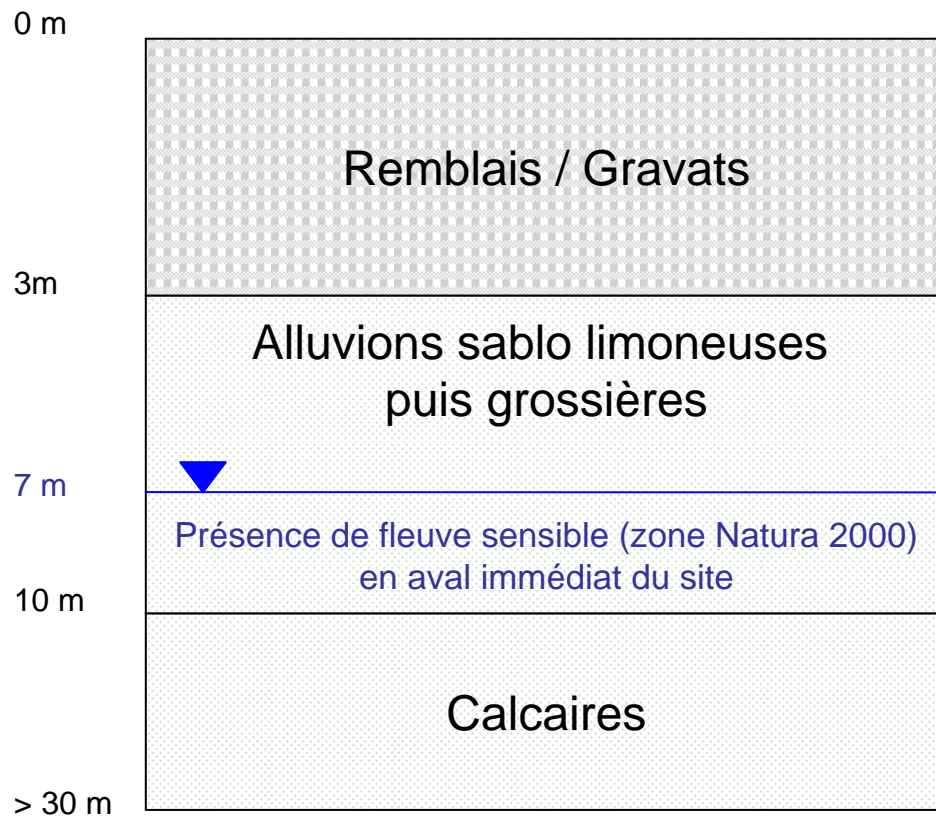 0 m
Remblais / Gravats
3m
Alluvions sablo limoneuses
puis grossières
7 m
Présence de fleuve sensible (zone Natura 2000)
en aval immédiat du site
10 m
Calcaires
> 30 m